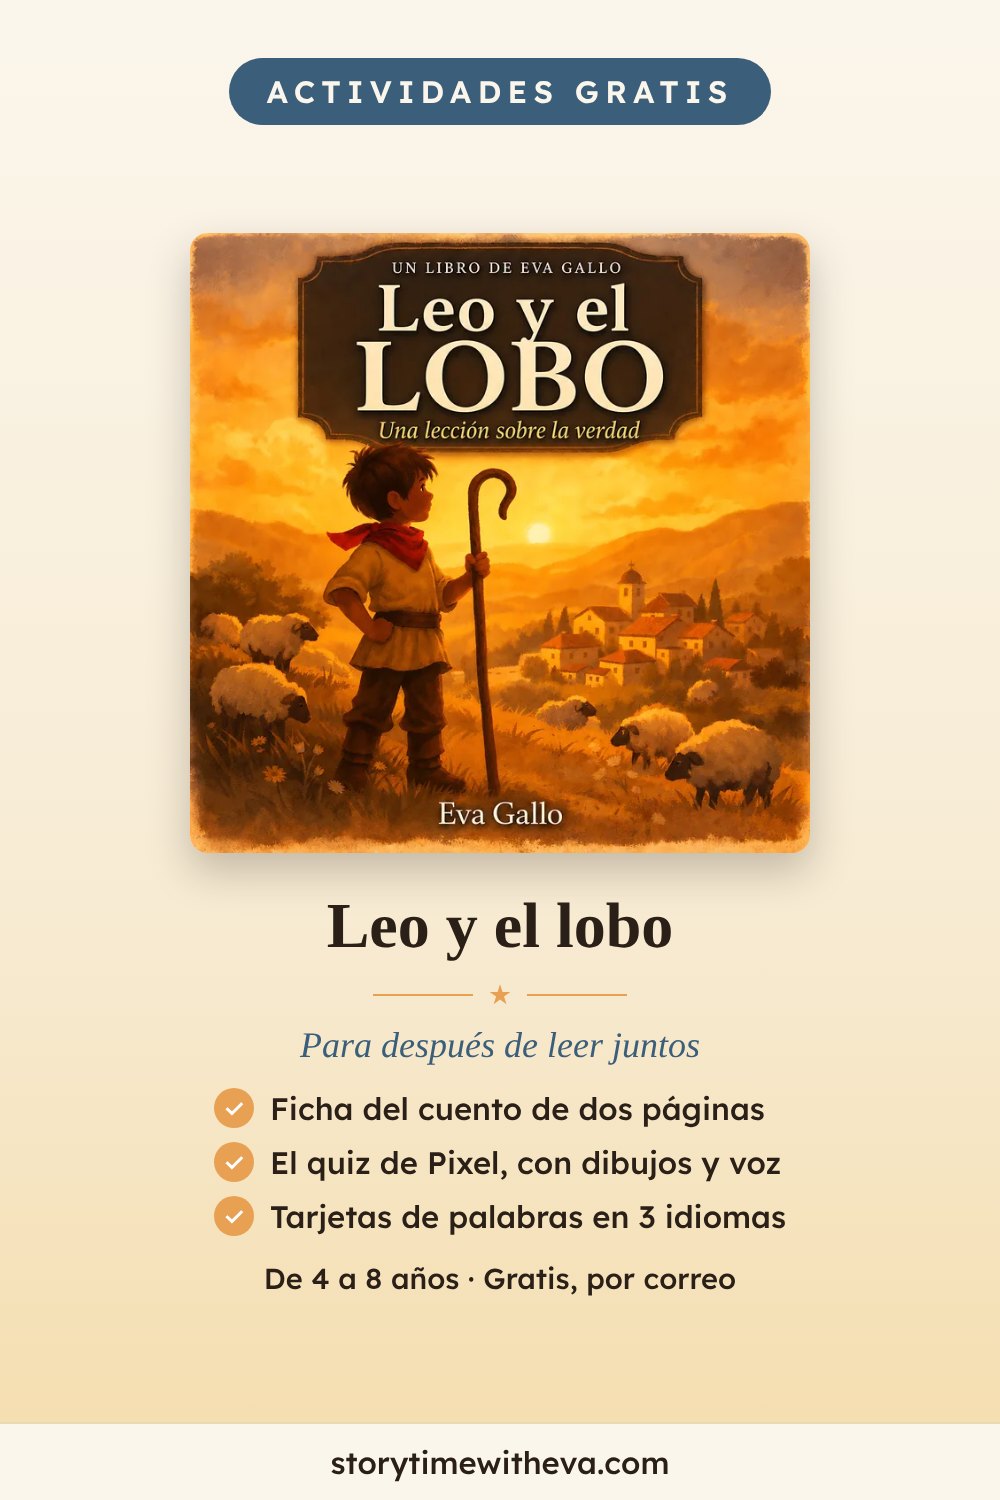 ACTIVIDADES GRATIS
UN LIBRO DE EVA GALLO
Leo y el
LOBO
Una lección sobre la verdad
Eva Gallo
Leo y el lobo
Para después de leer juntos
Ficha del cuento de dos páginas
El quiz de Pixel, con dibujos y voz
Tarjetas de palabras en 3 idiomas
De 4 a 8 años · Gratis, por correo
storytimewitheva.com